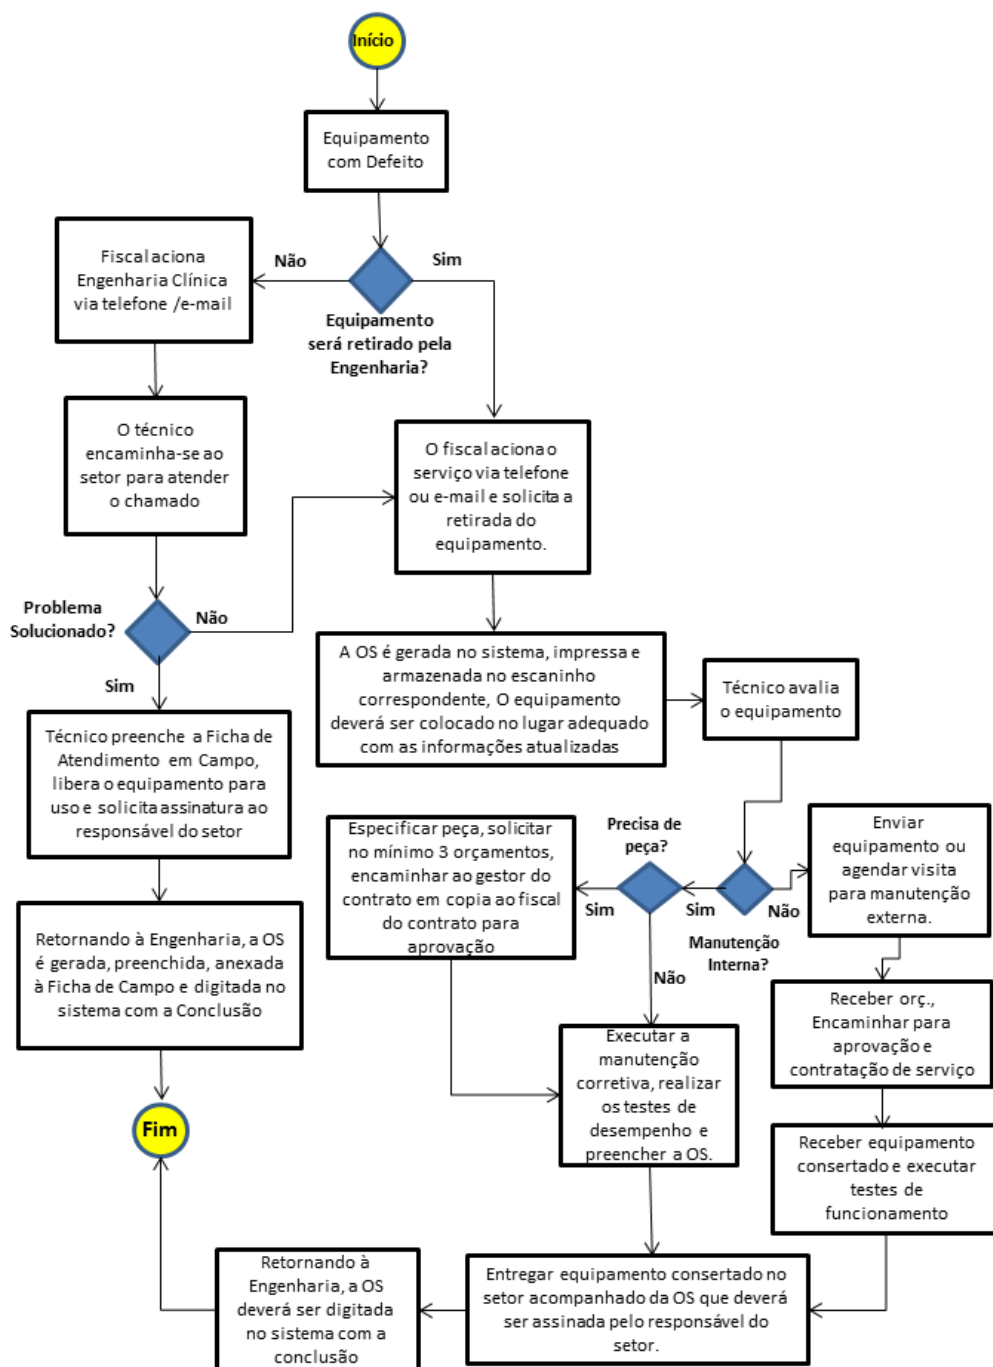 Início
Equipamento
com Defeito
Fiscal aciona
Engenharia Clínica
via telefone /e-mail
Não
Sim
Equipamento
será retirado pela
Engenharia?
O técnico
encaminha-se ao
setor para atender
o chamado
O fiscal aciona o
serviço via telefone
ou e-mail e solicita a
retirada do
equipamento.
Problema
Solucionado?
Não
Sim
A OS é gerada no sistema, impressa e
armazenada no escaninho
correspondente, O equipamento
deverá ser colocado no lugar adequado
com as informações atualizadas
Técnico avalia
o equipamento
Técnico preenche a Ficha de
Atendimento em Campo,
libera o equipamento para
uso e solicita assinatura ao
responsável do setor
Especificar peça, solicitar
no mínimo 3 orçamentos,
encaminhar ao gestor do
contrato em copia ao fiscal
do contrato para
aprovação
Precisa de
peça?
Sim
Não
Sim
Não
Manutenção
Interna?
Enviar
equipamento ou
agendar visita
para manutenção
externa.
Retornando à Engenharia, a OS
é gerada, preenchida, anexada
à Ficha de Campo e digitada no
sistema com a Conclusão
Receber orç.,
Encaminhar para
aprovação e
contratação de serviço
Executar a
manutenção
corretiva, realizar
os testes de
desempenho e
preencher a OS.
Fim
Receber equipamento
consertado e executar
testes de
funcionamento
Retornando à
Engenharia, a OS
deverá ser digitada
no sistema com a
conclusão
Entregar equipamento consertado no
setor acompanhado da OS que deverá
ser assinada pelo responsável do
setor.